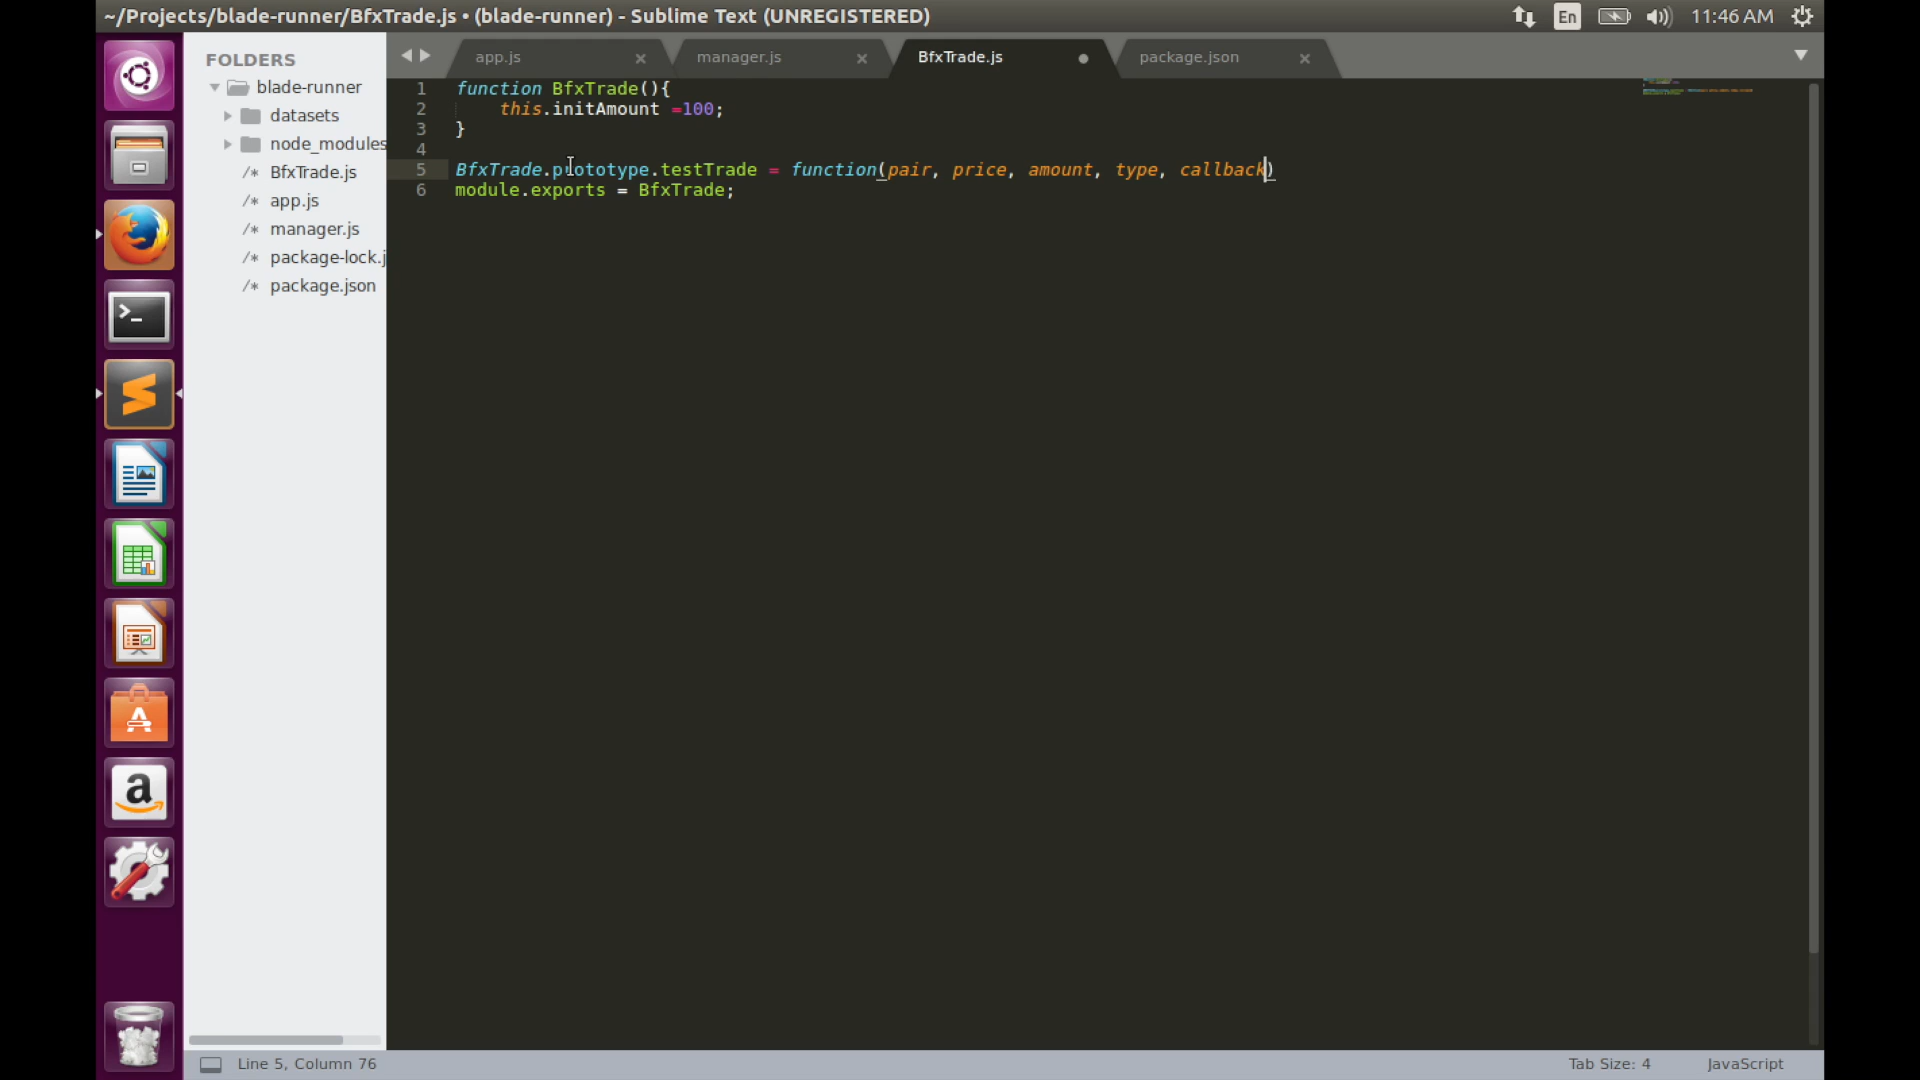 ~/Projects/blade-runner/BfxTrade.js • (blade-runner) - Sublime Text (UNREGISTERED)
En
11:46 AM
FOLDERS
blade-runner
datasets
node_modules
/* BfxTrade.js
/* app.js
/* manager.js
/* package-lock.j
/* package.json
app.js
manager.js
BfxTrade.js
package.json
1 function BfxTrade(){
2 this.initAmount =100;
3 }
4
5 BfxTrade.prototype.testTrade = function(pair, price, amount, type, callback)
6 module.exports = BfxTrade;
Line 5, Column 76
Tab Size: 4
JavaScript